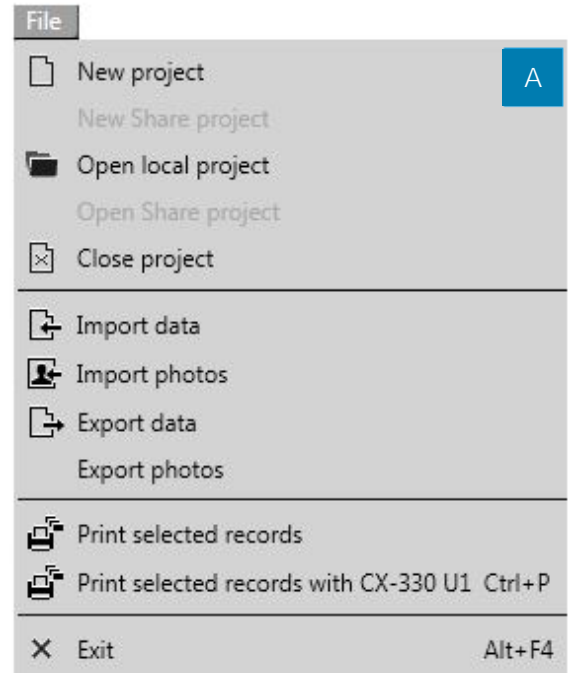 File
New project
A
New Share project
Open local project
Open Share project
Close project
Import data
Import photos
Export data
Export photos
Print selected records
Print selected records with CX-330 U1 Ctrl+P
Exit Alt+F4